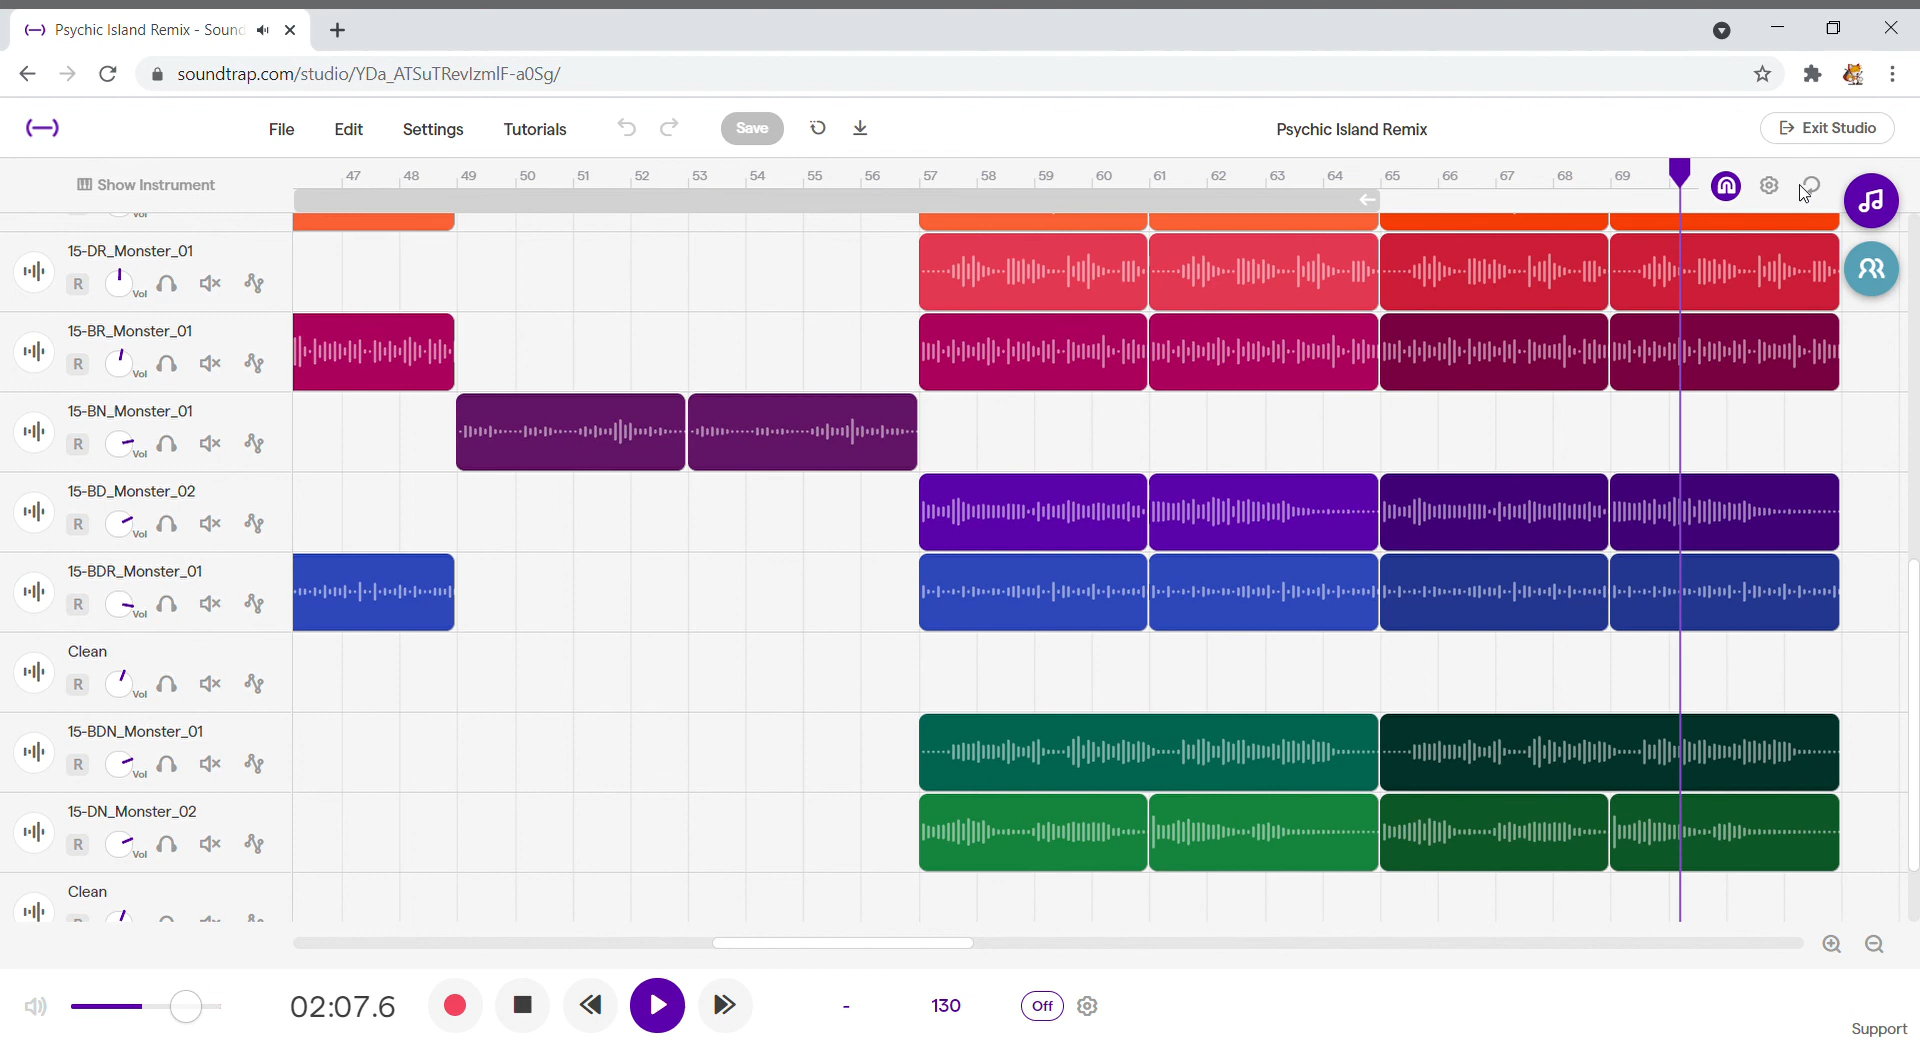 Psychic Island Remix - Sound
soundtrap.com/studio/YDa_ATSuTRevIzmIF-a0Sg/
File Edit Settings Tutorials Save Psychic Island Remix Exit Studio
Show Instrument 47 48 49 50 51 52 53 54 55 56 57 58 59 60 61 62 63 64 65 66 67 68 69
Vol
15-DR_Monster_01
R Vol
15-BR_Monster_01
R Vol
15-BN_Monster_01
R Vol
15-BD_Monster_02
R Vol
15-BDR_Monster_01
R Vol
Clean
R Vol
15-BDN_Monster_01
R Vol
15-DN_Monster_02
R Vol
Clean
R
02:07.6 - 130 Off
Support